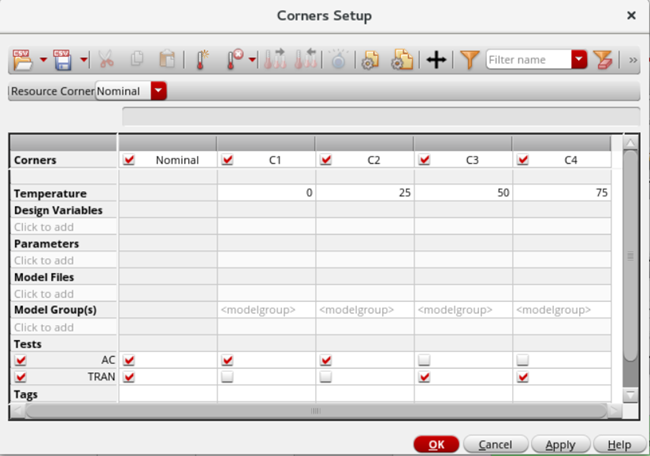 Corners Setup
Filter name
Resource Corner Nominal
Corners Nominal C1 C2 C3 C4
Temperature 0 25 50 75
Design Variables
Click to add
Parameters
Click to add
Model Files
Click to add
Model Group(s) <modelgroup> <modelgroup> <modelgroup> <modelgroup>
Click to add
Tests
AC
TRAN
Tags
OK Cancel Apply Help